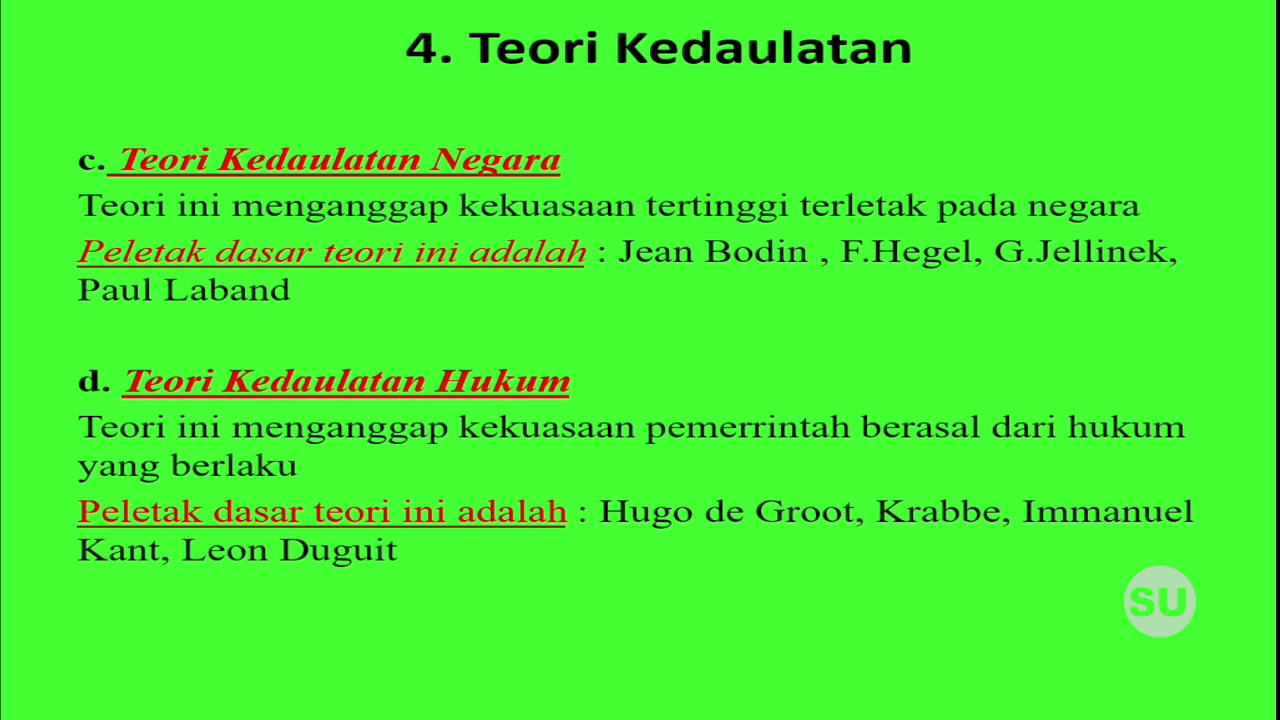 4. Teori Kedaulatan
c. Teori Kedaulatan Negara
Teori ini menganggap kekuasaan tertinggi terletak pada negara
Peletak dasar teori ini adalah : Jean Bodin , F.Hegel, G.Jellinek,
Paul Laband
d. Teori Kedaulatan Hukum
Teori ini menganggap kekuasaan pemerrintah berasal dari hukum
yang berlaku
Peletak dasar teori ini adalah : Hugo de Groot, Krabbe, Immanuel
Kant, Leon Duguit
SU